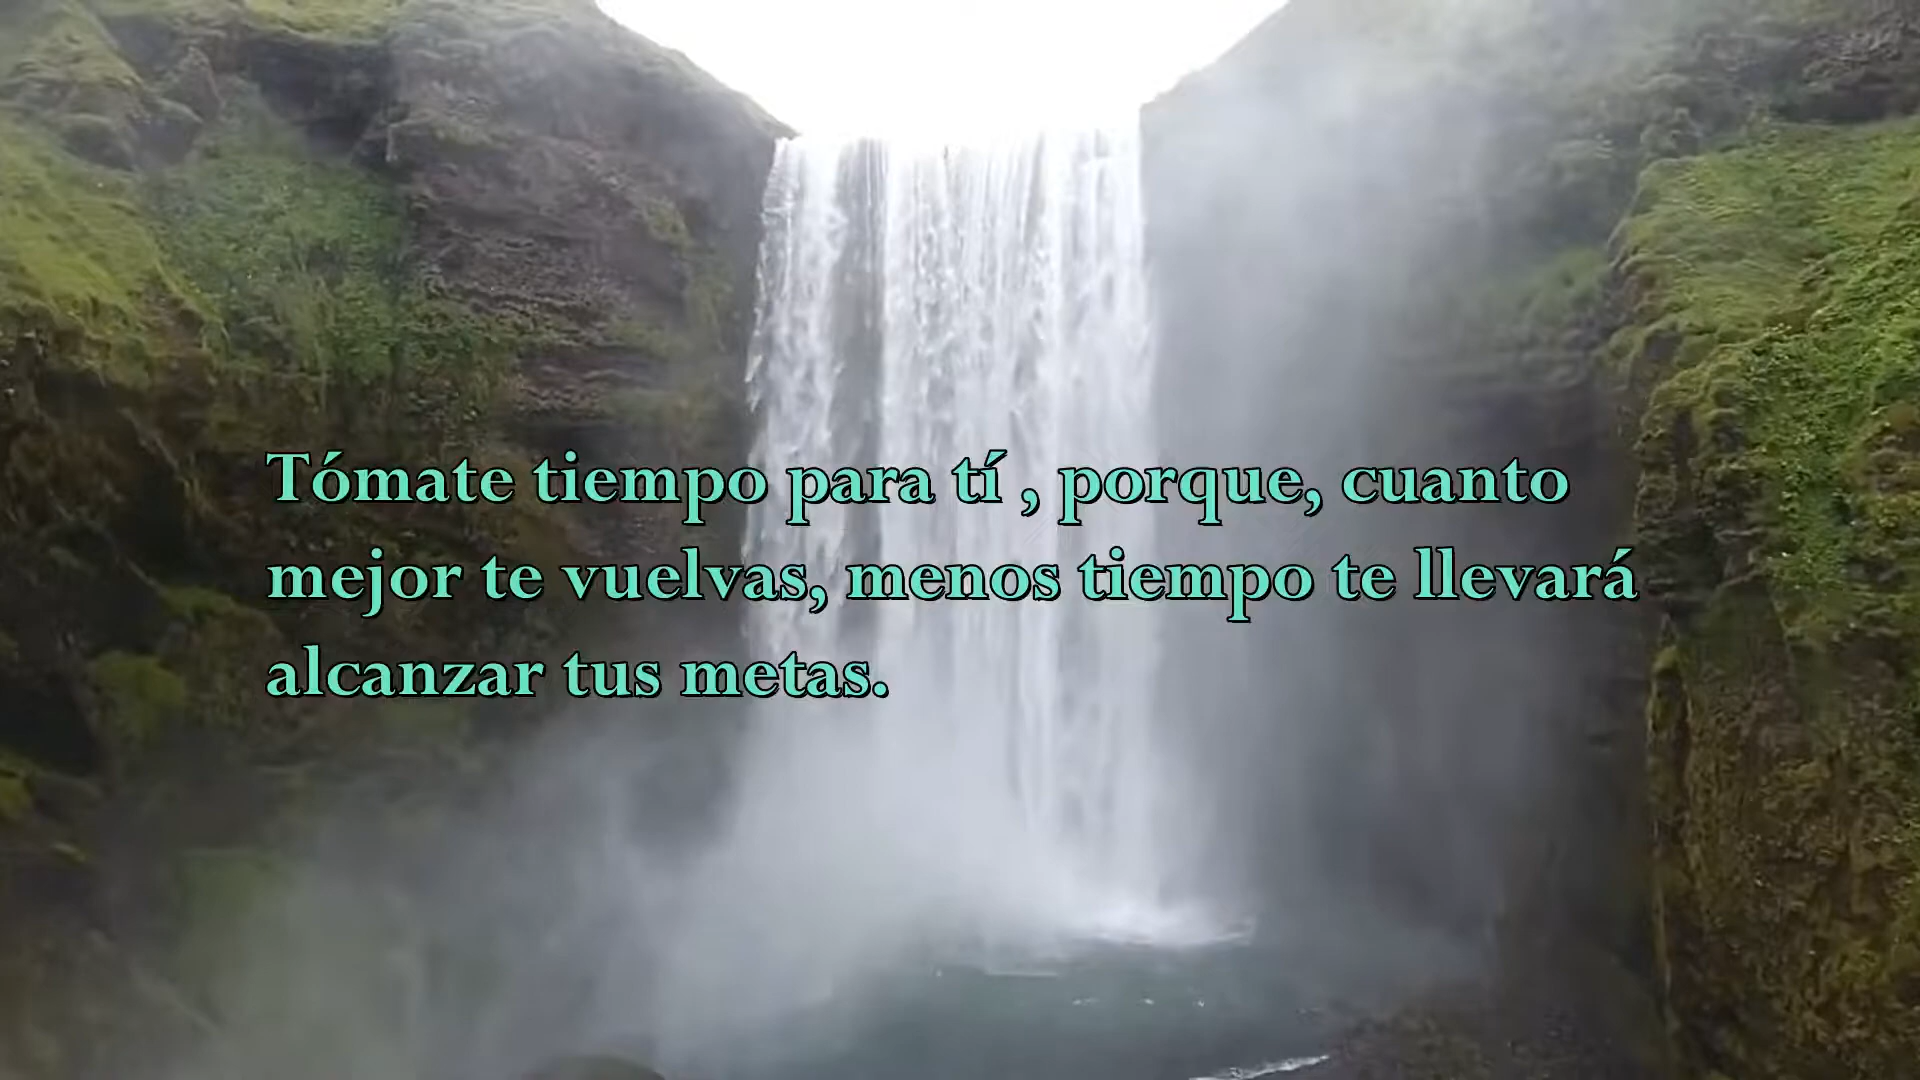 Tómate tiempo para tí , porque, cuanto
mejor te vuelvas, menos tiempo te llevará
alcanzar tus metas.